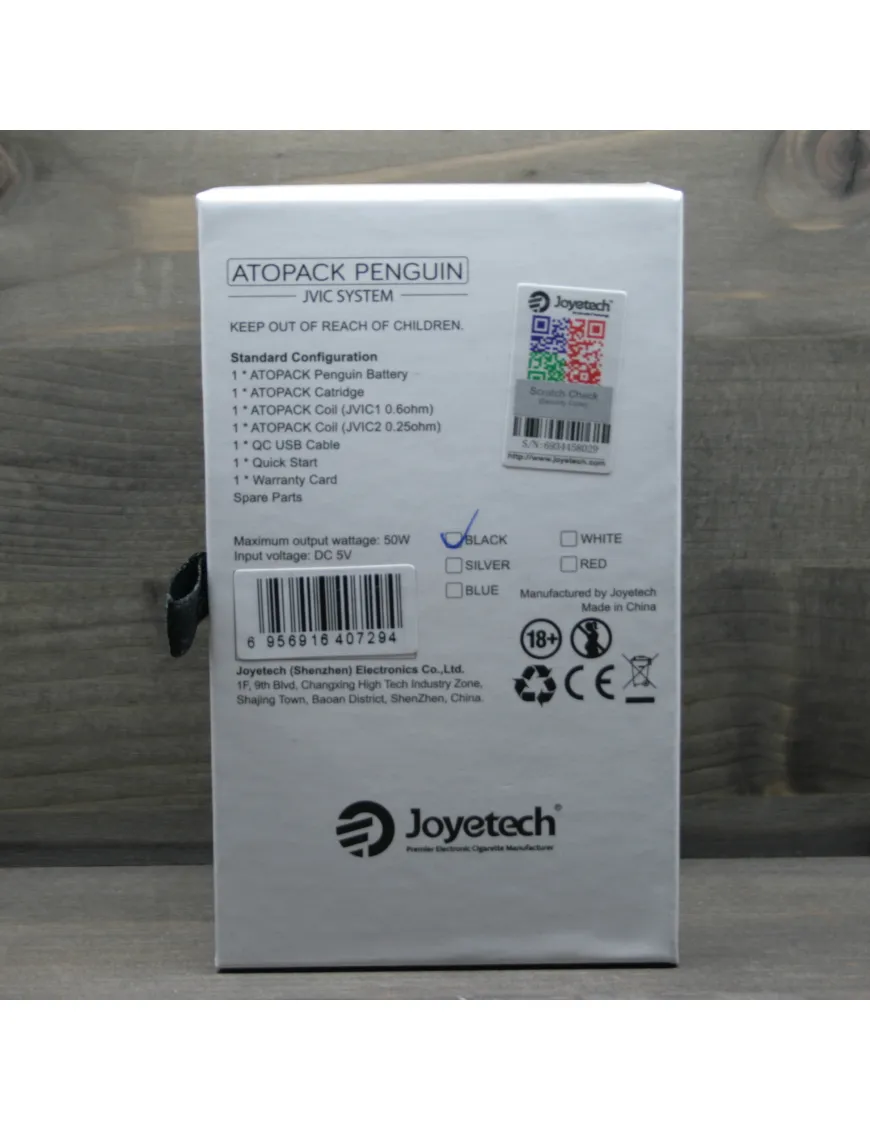 ATOPACK PENGUIN
JVIC SYSTEM
KEEP OUT OF REACH OF CHILDREN.
Standard Configuration
1 * ATOPACK Penguin Battery
1 * ATOPACK Catridge
1 * ATOPACK Coil (JVIC1 0.6ohm)
1 * ATOPACK Coil (JVIC2 0.25ohm)
1 * QC USB Cable
1 * Quick Start
1 * Warranty Card
Spare Parts
Joyetech
Scratch Check
S/N:6934458029
http://www.joyetech.com
Maximum output wattage: 50W
Input voltage: DC 5V
BLACK
WHITE
SILVER
RED
BLUE
Manufactured by Joyetech
Made in China
6 956916 407294
18+
CE
Joyetech (Shenzhen) Electronics Co.,Ltd.
1F, 9th Blvd, Changxing High Tech Industry Zone,
Shajing Town, Baoan District, ShenZhen, China.
Joyetech®
Premier Electronic Cigarette Manufacturer